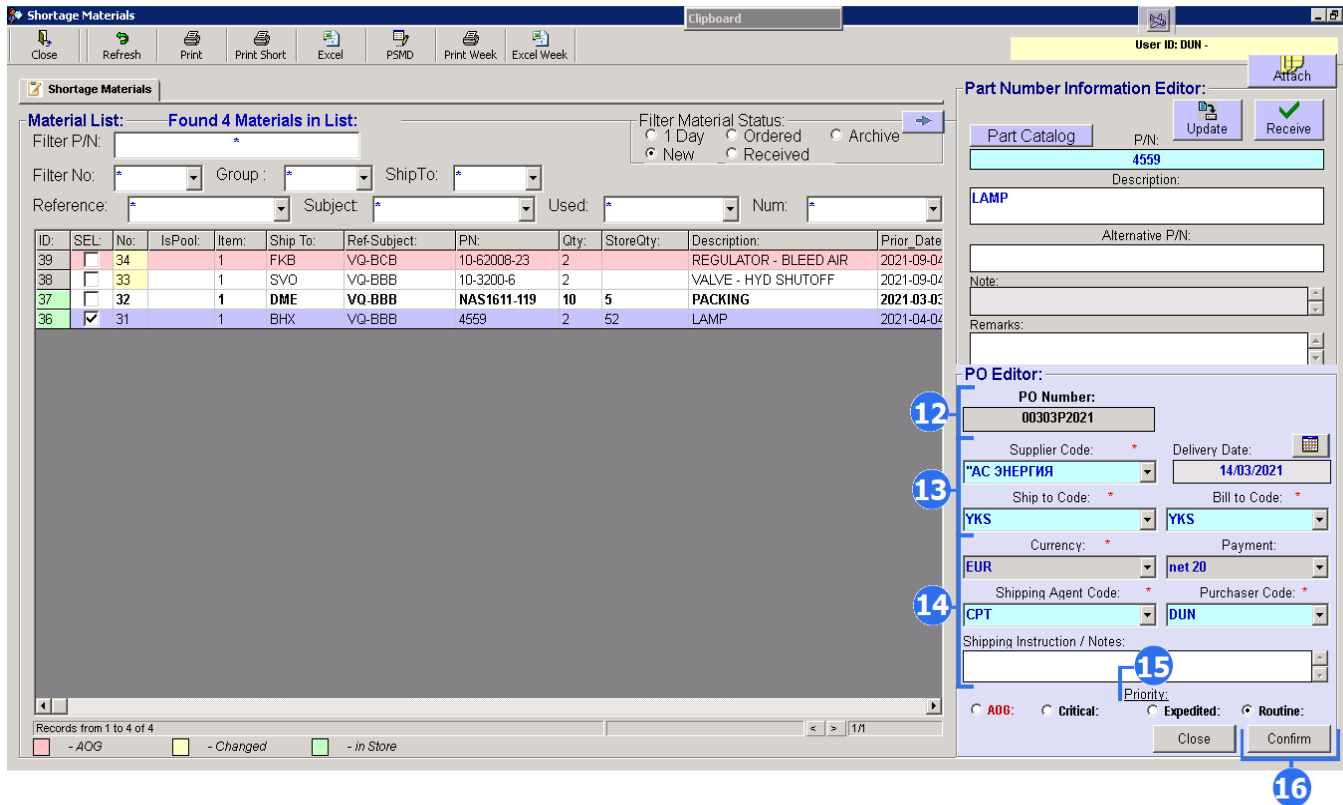 Shortage Materials
Clipboard
Close
Refresh
Print
Print Short
Excel
PSMD
Print Week
Excel Week
User ID: DUN -
Attach
Shortage Materials
Material List:
Found 4 Materials in List:
Filter P/N:
*
Filter Material Status:
1 Day
Ordered
Archive
New
Received
Filter No: *
Group : *
ShipTo: *
Reference: *
Subject: *
Used: *
Num: *
ID: SEL: No: IsPool: Item: Ship To: Ref-Subject: PN: Qty: StoreQty: Description: Prior_Date
39 34 1 FKB VQ-BCB 10-62008-23 2 REGULATOR - BLEED AIR 2021-09-04
38 33 1 SVO VQ-BBB 10-3200-6 2 VALVE - HYD SHUTOFF 2021-09-04
37 32 1 DME VQ-BBB NAS1611-119 10 5 PACKING 2021-03-03
36 31 1 BHX VQ-BBB 4559 2 52 LAMP 2021-04-04
Records from 1 to 4 of 4
< > 1/1
- AOG
- Changed
- in Store
Part Number Information Editor:
Part Catalog
P/N:
Update
Receive
4559
Description:
LAMP
Alternative P/N:
Note:
Remarks:
PO Editor:
12
PO Number:
00303P2021
13
Supplier Code: *
Delivery Date:
"АС ЭНЕРГИЯ
14/03/2021
Ship to Code: *
Bill to Code: *
YKS
YKS
14
Currency: *
Payment:
EUR
net 20
Shipping Agent Code: *
Purchaser Code: *
CPT
DUN
Shipping Instruction / Notes:
15
Priority:
AOG:
Critical:
Expedited:
Routine:
Close
Confirm
16